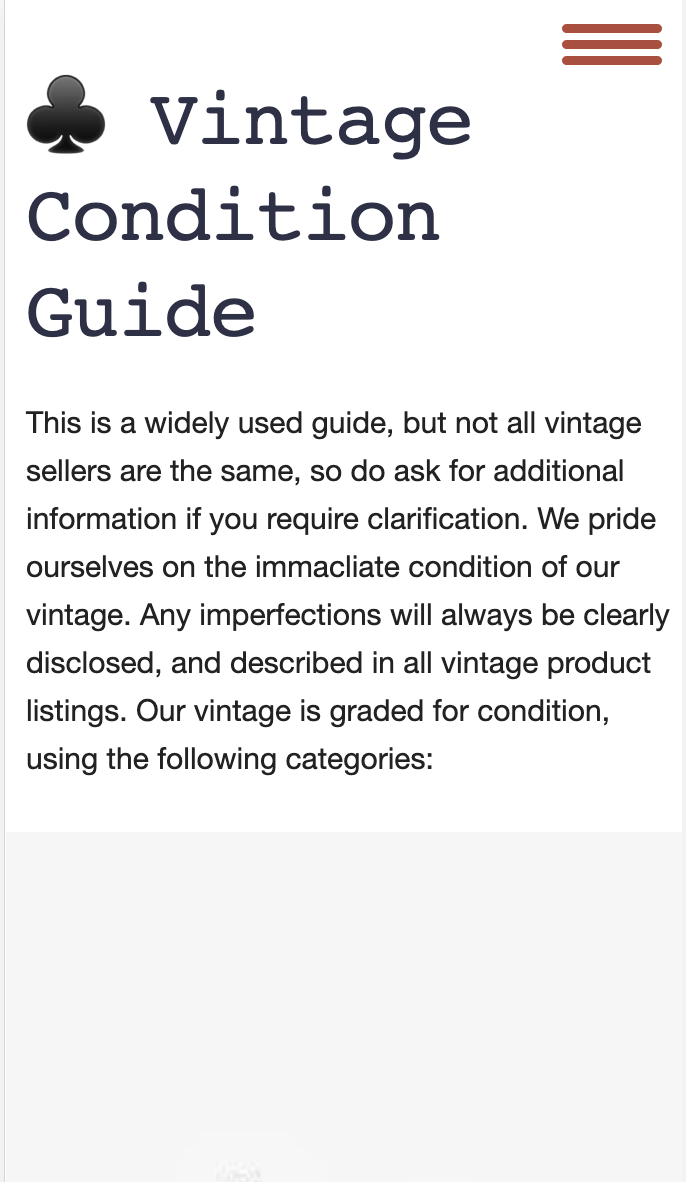 ♣️ Vintage
Condition
Guide
This is a widely used guide, but not all vintage
sellers are the same, so do ask for additional
information if you require clarification. We pride
ourselves on the immacliate condition of our
vintage. Any imperfections will always be clearly
disclosed, and described in all vintage product
listings. Our vintage is graded for condition,
using the following categories: